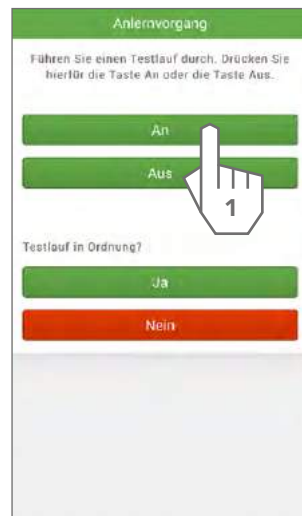 Anlernvorgang
Führen Sie einen Testlauf durch. Drücken Sie
hierfür die Taste An oder die Taste Aus.
An
Aus
1
Testlauf in Ordnung?
Ja
Nein